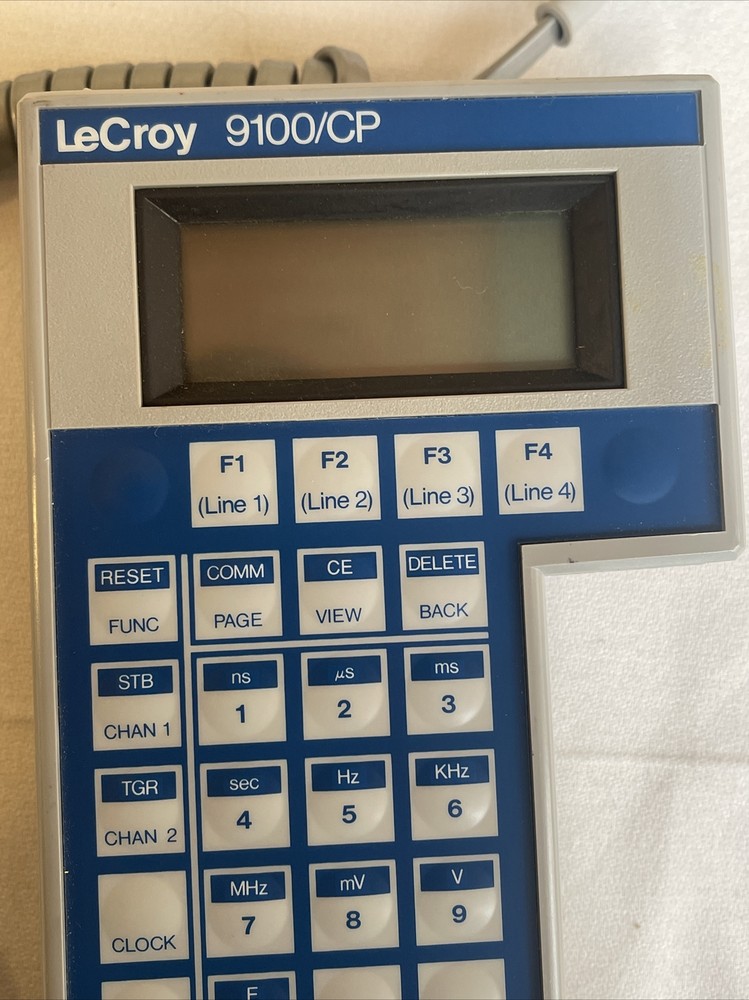 LeCroy 9100/CP
F1 F2 F3 F4
(Line 1) (Line 2) (Line 3) (Line 4)
RESET COMM CE DELETE
FUNC PAGE VIEW BACK
STB ns µs ms
CHAN 1 1 2 3
TGR sec Hz KHz
CHAN 2 4 5 6
MHz mV V
CLOCK 7 8 9